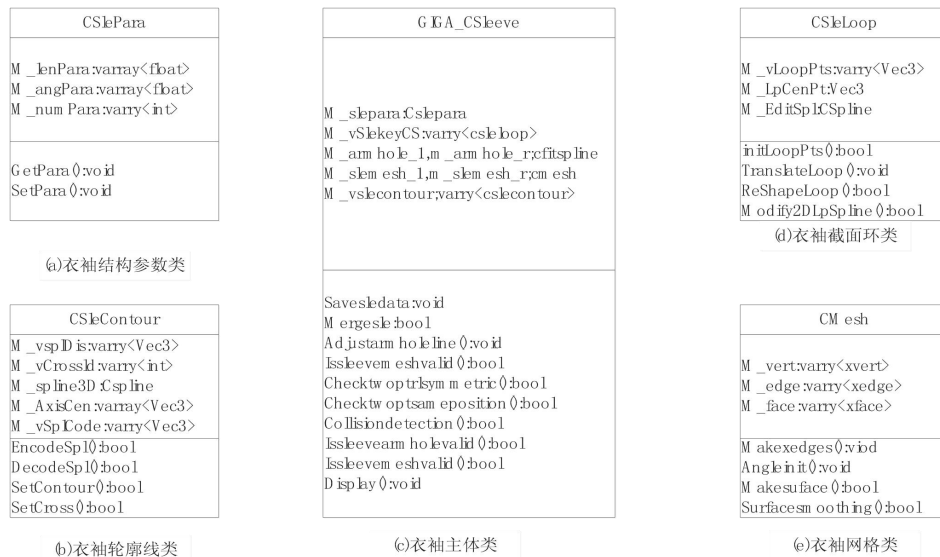 CSlePara
M_lenPara:varray<float>
M_angPara:varray<float>
M_numPara:varry<int>
GetPara():void
SetPara():void
(a)衣袖结构参数类
CSleContour
M_vsplDis:varry<Vec3>
M_vCrossId:varry<int>
M_spline3D:Cspline
M_AxisCen:varray<Vec3>
M_vSplCode:varry<Vec3>
EncodeSpl():bool
DecodeSpl():bool
SetContour():bool
SetCross():bool
(b)衣袖轮廓线类
GIGA_CSleeve
M_slepara:Cslepara
M_vSlekeyCS:varry<csleloop>
M_armhole_l,m_armhole_r;cfitspline
M_slemesh_l,m_slemesh_r;cmesh
M_vslecontour;varry<cslecontour>
Savesledata:void
Mergesle:bool
Adjustarmholeline():void
Issleevemeshvalid():bool
Checktwoptrlsymmetric():bool
Checktwoptsameposition():bool
Collisiondetection():bool
Issleevearmholevalid():bool
Issleevemeshvalid():bool
Display():void
(c)衣袖主体类
CSleLoop
M_vLoopPts:varry<Vec3>
M_LpCenPt:Vec3
M_EditSpl:CSpline
initLoopPts():bool
TranslateLoop():void
ReShapeLoop():bool
Modify2DLpSpline():bool
(d)衣袖截面环类
CMesh
M_vert:varry<xvert>
M_edge:varry<xedge>
M_face:varry<xface>
Makexedges():viod
Angleinit():void
Makesuface():bool
Surfacesmoothing():bool
(e)衣袖网格类